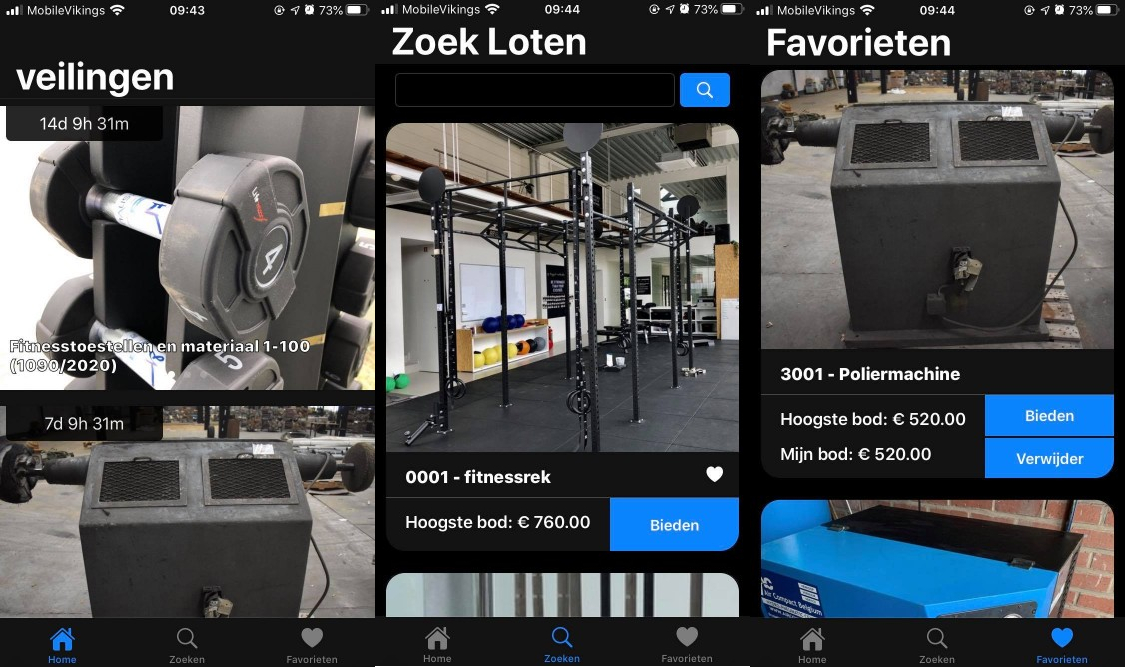 MobileVikings 09:43 73%
veilingen
14d 9h 31m
4
Fitnesstoestellen en materiaal 1-100
(1090/2020)
5
7d 9h 31m
Home Zoeken Favorieten
MobileVikings 09:44 73%
Zoek Loten
0001 - fitnessrek
Hoogste bod: € 760.00 Bieden
Home Zoeken Favorieten
MobileVikings 09:44 73%
Favorieten
3001 - Poliermachine
Hoogste bod: € 520.00 Bieden
Mijn bod: € 520.00 Verwijder
Air Compact Belgium
Home Zoeken Favorieten